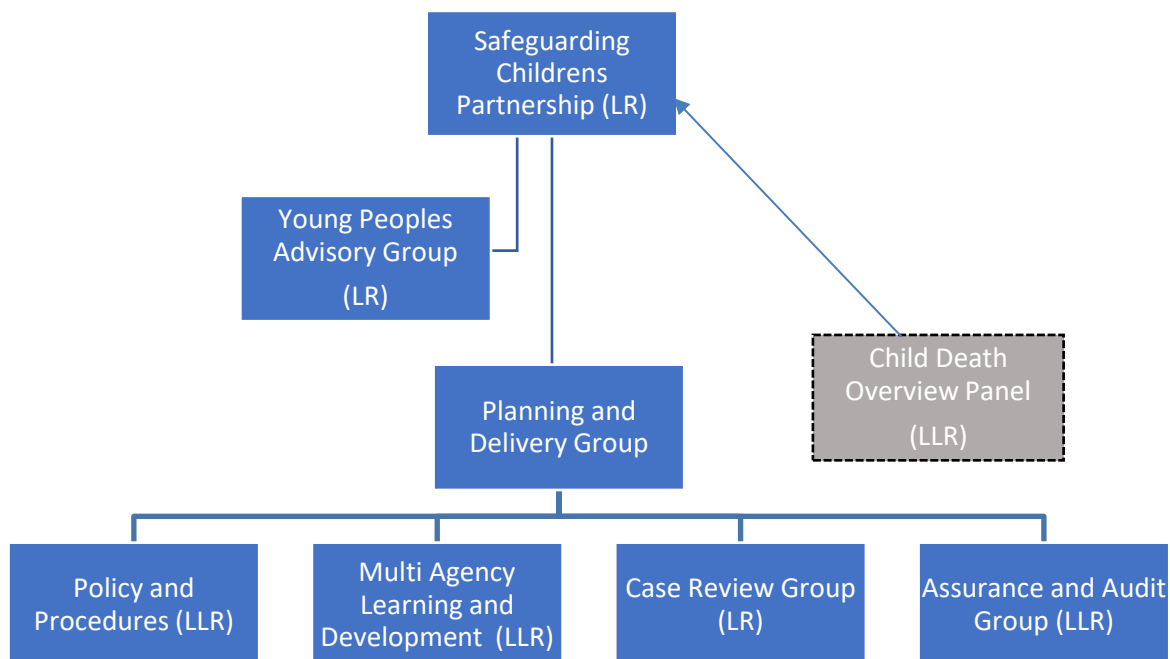 Safeguarding
Childrens
Partnership (LR)
Young Peoples
Advisory Group
(LR)
Child Death
Overview Panel
(LLR)
Planning and
Delivery Group
Policy and
Procedures (LLR)
Multi Agency
Learning and
Development (LLR)
Case Review Group
(LR)
Assurance and Audit
Group (LLR)